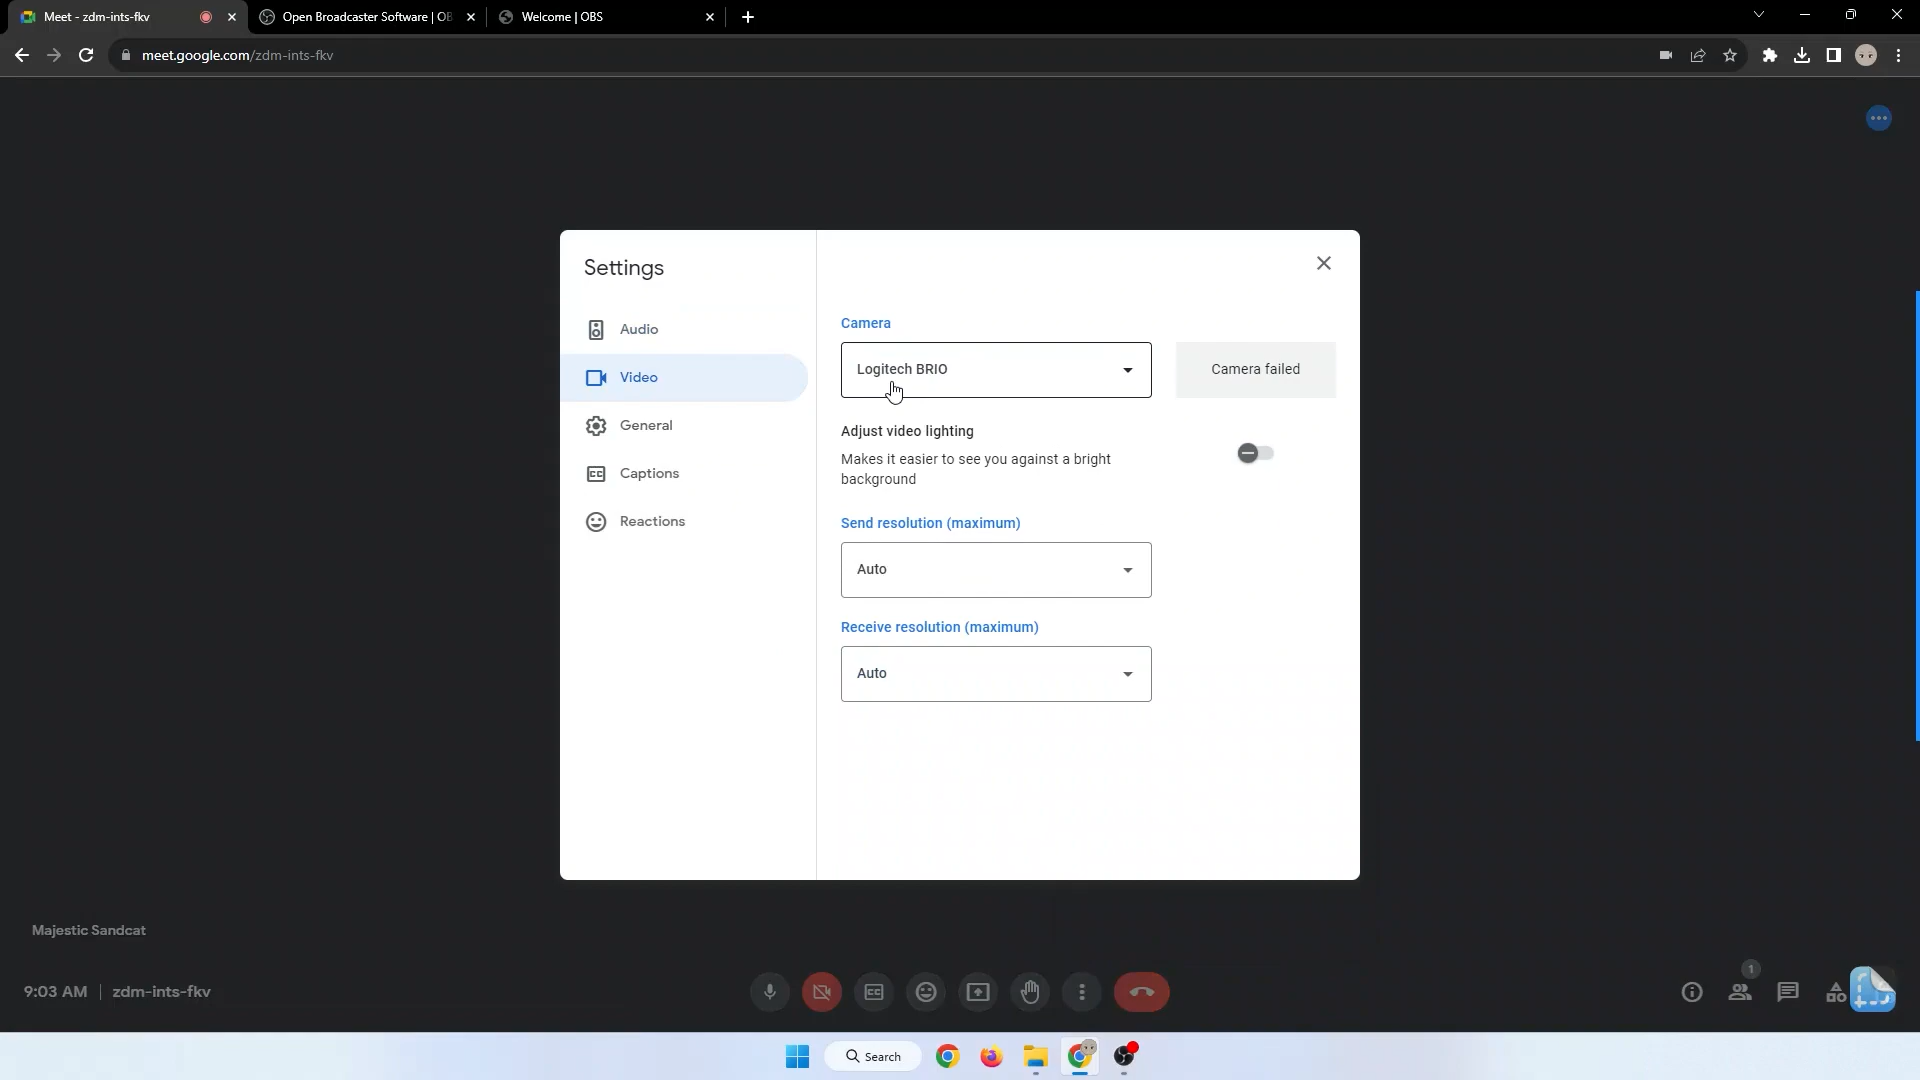 Meet - zdm-ints-fkv
Open Broadcaster Software | OB
Welcome | OBS
meet.google.com/zdm-ints-fkv
Settings
Audio
Video
General
Captions
Reactions
Camera
Logitech BRIO
Camera failed
Adjust video lighting
Makes it easier to see you against a bright
background
Send resolution (maximum)
Auto
Receive resolution (maximum)
Auto
Majestic Sandcat
9:03 AM | zdm-ints-fkv
1
Search